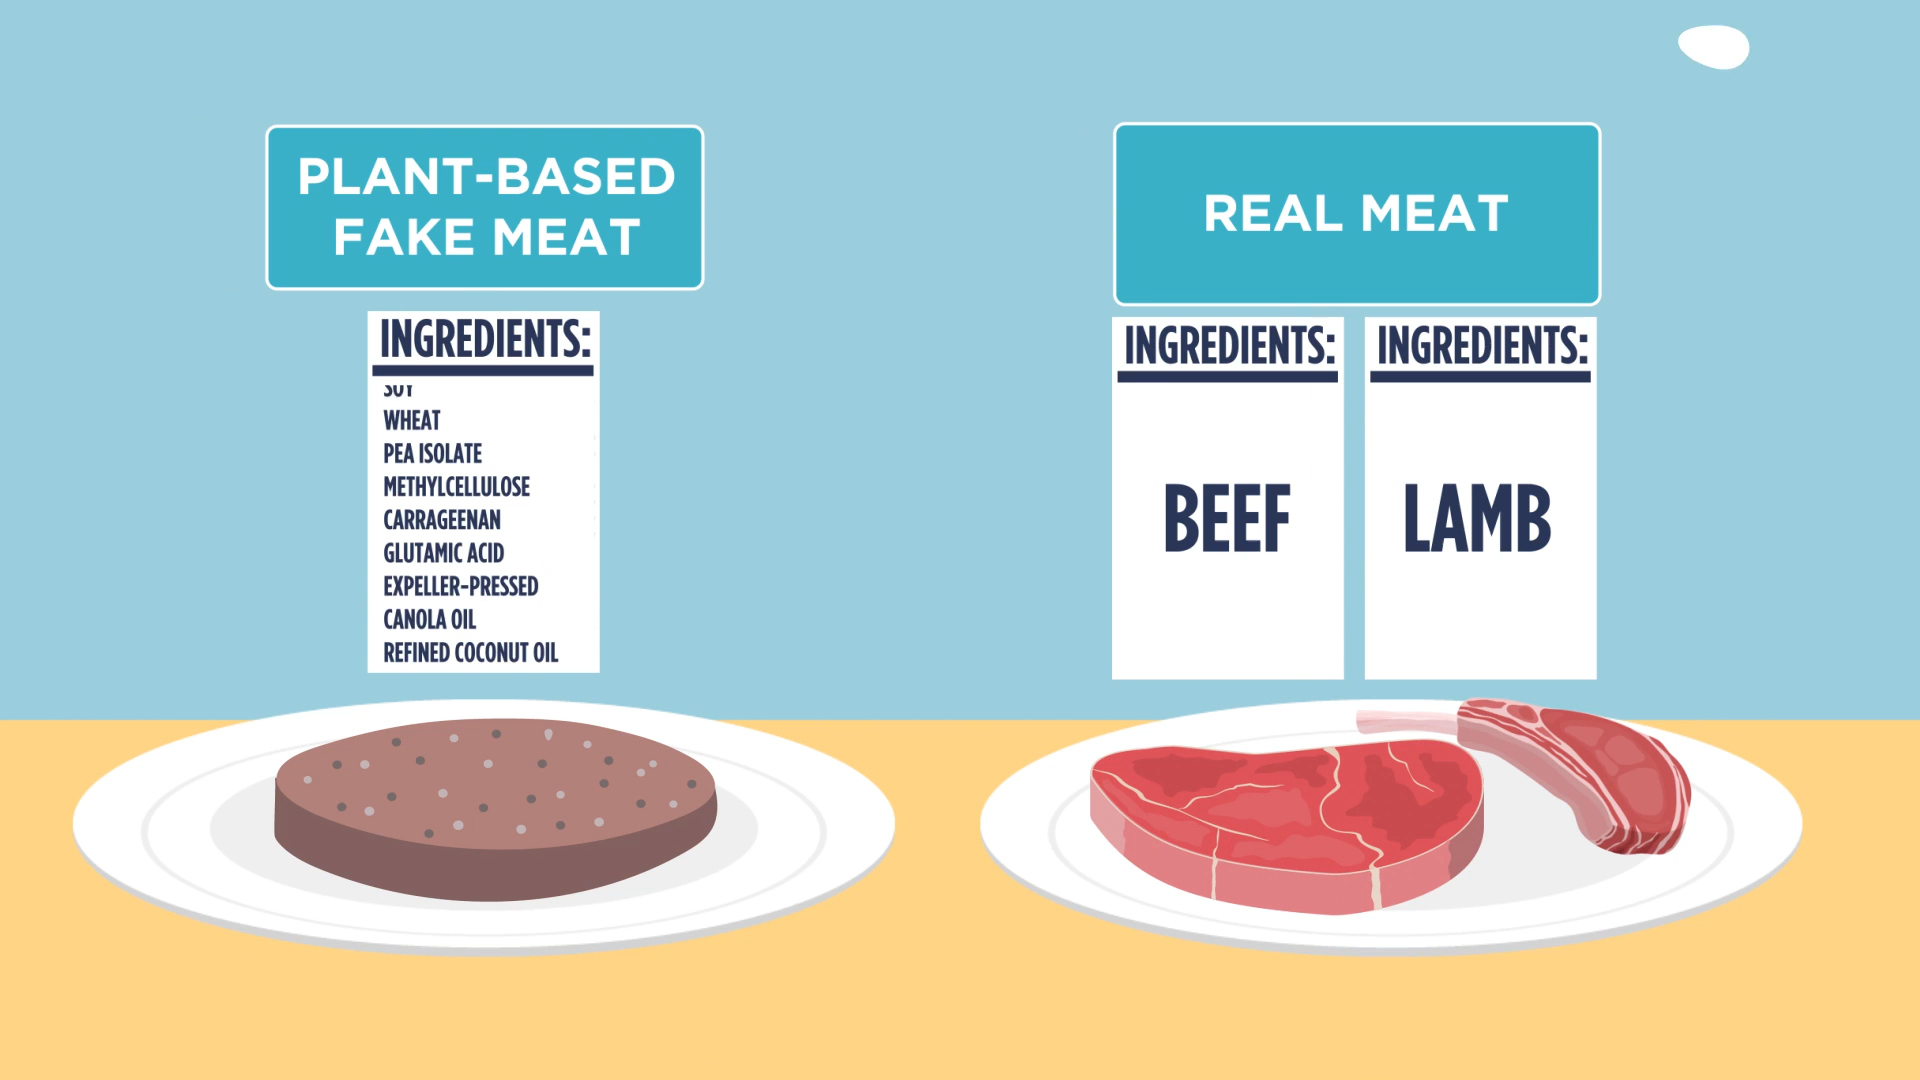 PLANT-BASED
FAKE MEAT
INGREDIENTS:
SOY
WHEAT
PEA ISOLATE
METHYLCELLULOSE
CARRAGEENAN
GLUTAMIC ACID
EXPELLER-PRESSED
CANOLA OIL
REFINED COCONUT OIL
REAL MEAT
INGREDIENTS:
BEEF
INGREDIENTS:
LAMB